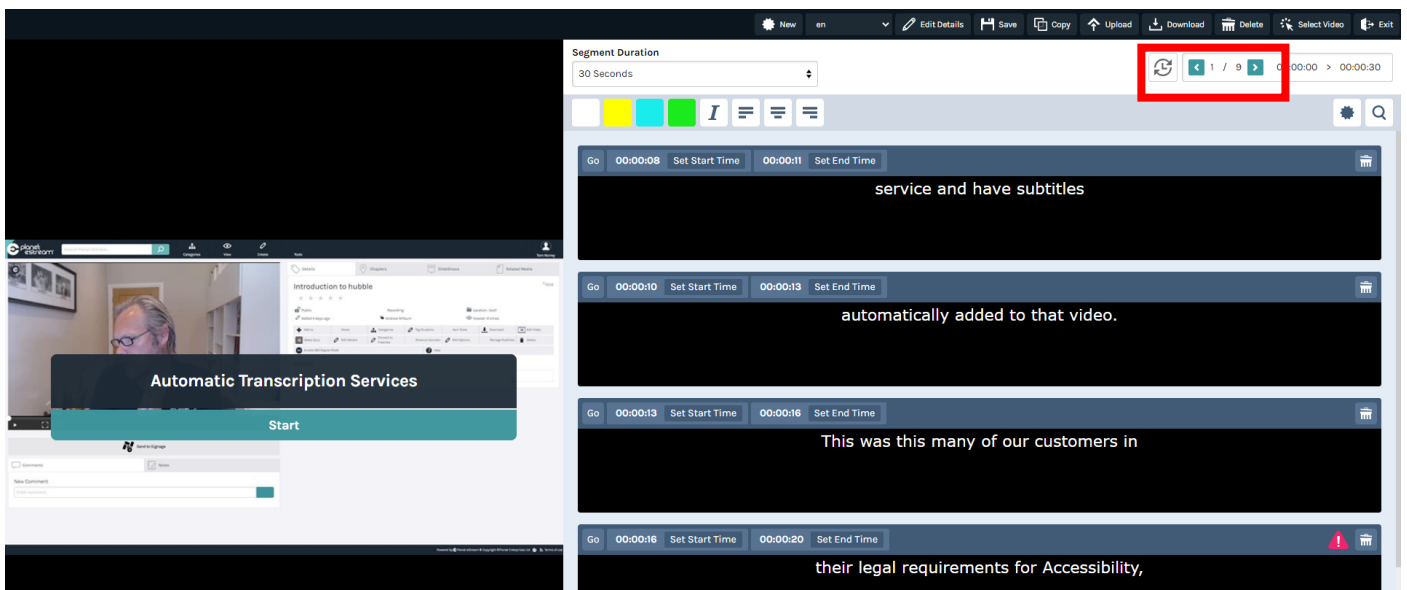 New en Edit Details Save Copy Upload Download Delete Select Video Exit
Segment Duration
30 Seconds
1 / 9 00:00:00 > 00:00:30
I
Go 00:00:08 Set Start Time 00:00:11 Set End Time
service and have subtitles
Go 00:00:10 Set Start Time 00:00:13 Set End Time
automatically added to that video.
Go 00:00:13 Set Start Time 00:00:16 Set End Time
This was this many of our customers in
Go 00:00:16 Set Start Time 00:00:20 Set End Time
their legal requirements for Accessibility,
planet
estream
Categories View Create Tools
Details Chapters Related Media
Introduction to hubble
Automatic Transcription Services
Start
Send to Signage
Comments Notes
New Comment